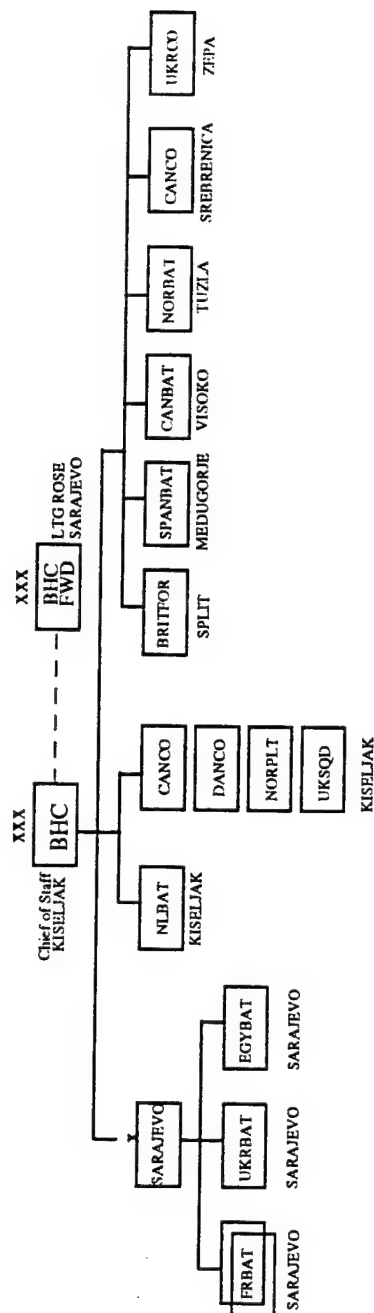 XXX
BHC
Chief of Staff
KISELJAK
XXX
BHC
FWD
LTG ROSE
SARAJEVO
X
SARAJEVO
FRBAT
SARAJEVO
UKRBAT
SARAJEVO
EGYBAT
SARAJEVO
NLBAT
KISELJAK
CANCO
DANCO
NORPLT
UKSQD
KISELJAK
BRITFOR
SPLIT
SPANBAT
MEDUGORJE
CANBAT
VISOKO
NORBAT
TUZLA
CANCO
SREBRENICA
UKRCO
ZEPA